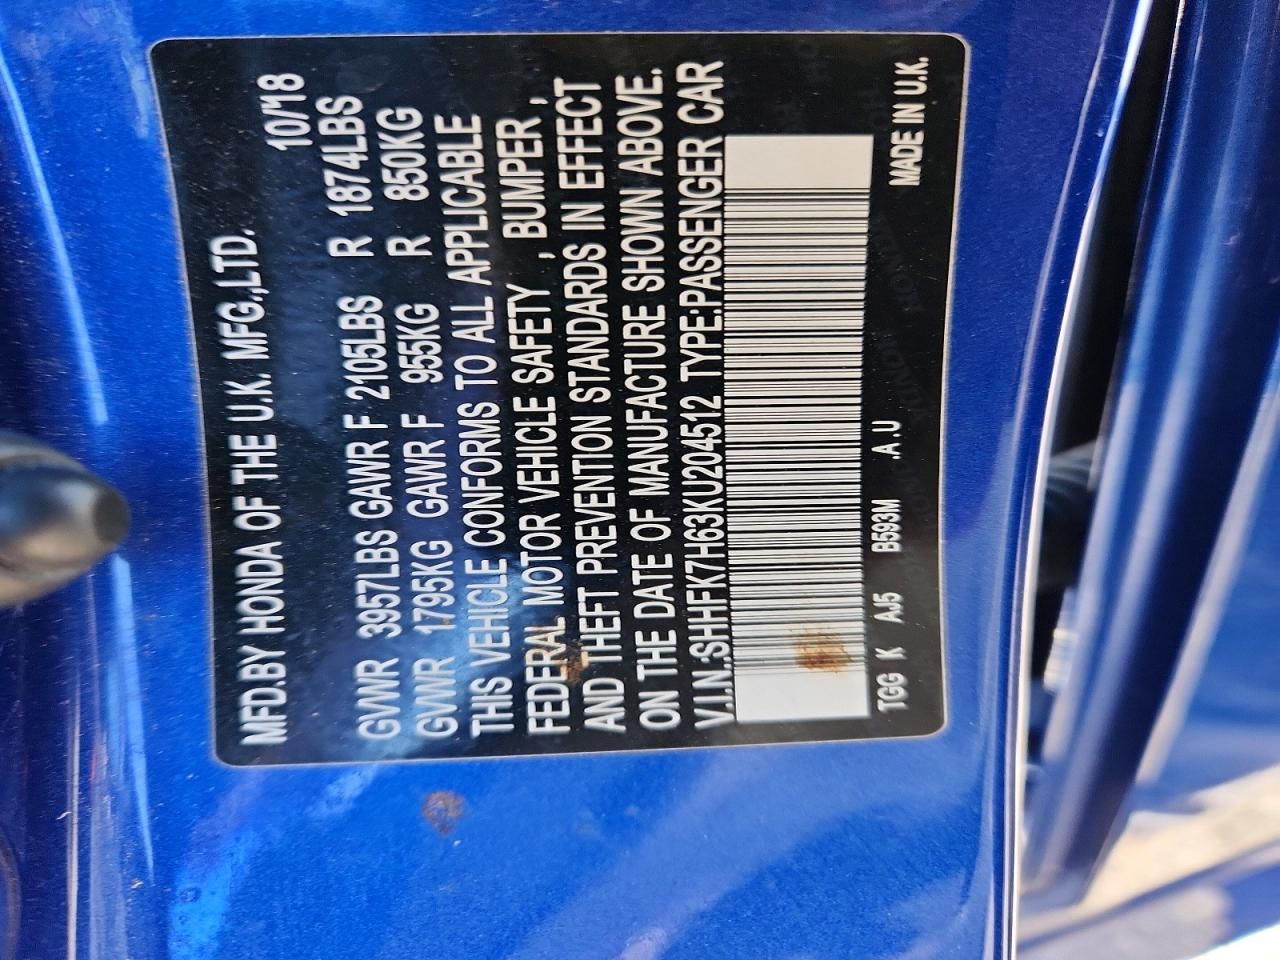 MFD.BY HONDA OF THE U.K. MFG.,LTD.
10/'18
GVWR 3957LBS GAWR F 2105LBS R 1874LBS
GVWR 1795KG GAWR F 955KG R 850KG
THIS VEHICLE CONFORMS TO ALL APPLICABLE
FEDERAL MOTOR VEHICLE SAFETY , BUMPER ,
AND THEFT PREVENTION STANDARDS IN EFFECT
ON THE DATE OF MANUFACTURE SHOWN ABOVE.
V.I.N.:SHHFK7H63KU204512 TYPE:PASSENGER CAR
TGG K AJ5 B593M .A.U MADE IN U.K.